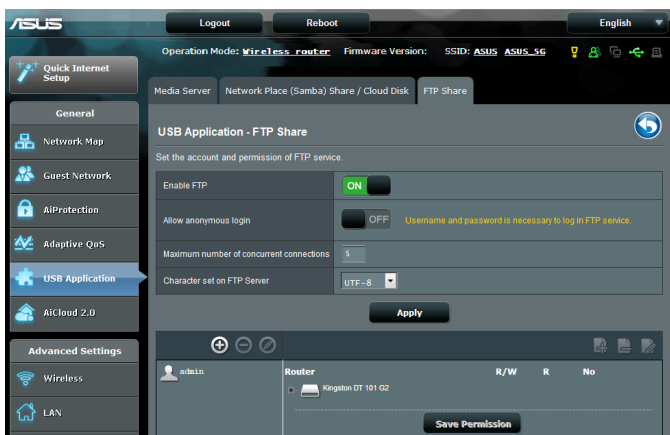 ASUS
Logout
Reboot
English
Operation Mode: Wireless router Firmware Version: SSID: ASUS ASUS_5G
Quick Internet
Setup
General
Network Map
Guest Network
AiProtection
Adaptive QoS
USB Application
AiCloud 2.0
Advanced Settings
Wireless
LAN
Media Server
Network Place (Samba) Share / Cloud Disk
FTP Share
USB Application - FTP Share
Set the account and permission of FTP service.
Enable FTP
ON
Allow anonymous login
OFF
Username and password is necessary to log in FTP service.
Maximum number of concurrent connections
5
Character set on FTP Server
UTF-8
Apply
admin
Router
R/W R No
Kingston DT 101 G2
Save Permission